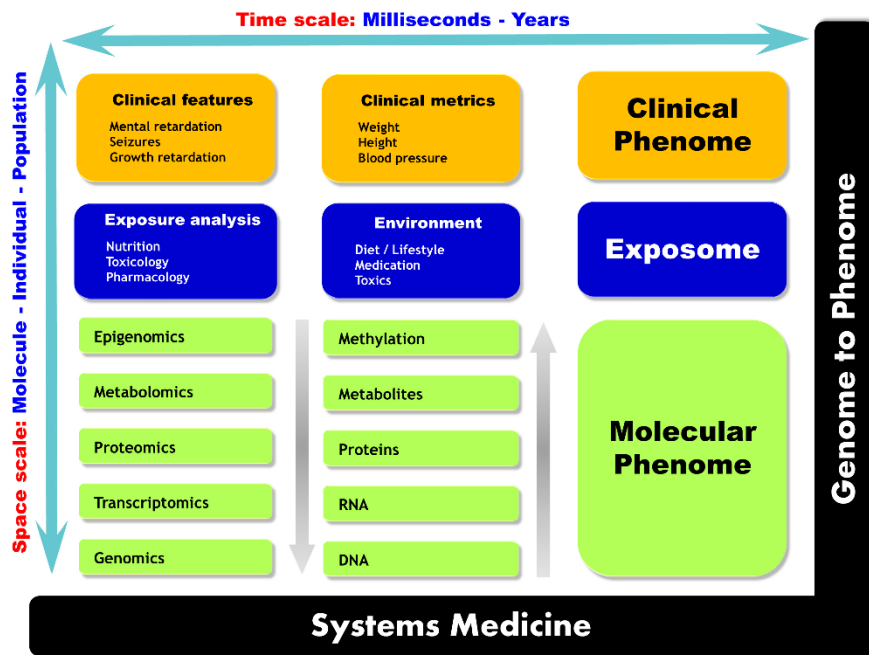 Time scale: Milliseconds - Years
Space scale: Molecule - Individual - Population
Clinical features
Mental retardation
Seizures
Growth retardation
Clinical metrics
Weight
Height
Blood pressure
Clinical
Phenome
Exposure analysis
Nutrition
Toxicology
Pharmacology
Environment
Diet / Lifestyle
Medication
Toxics
Exposome
Epigenomics
Methylation
Metabolomics
Metabolites
Proteomics
Proteins
Transcriptomics
RNA
Genomics
DNA
Molecular
Phenome
Genome to Phenome
Systems Medicine